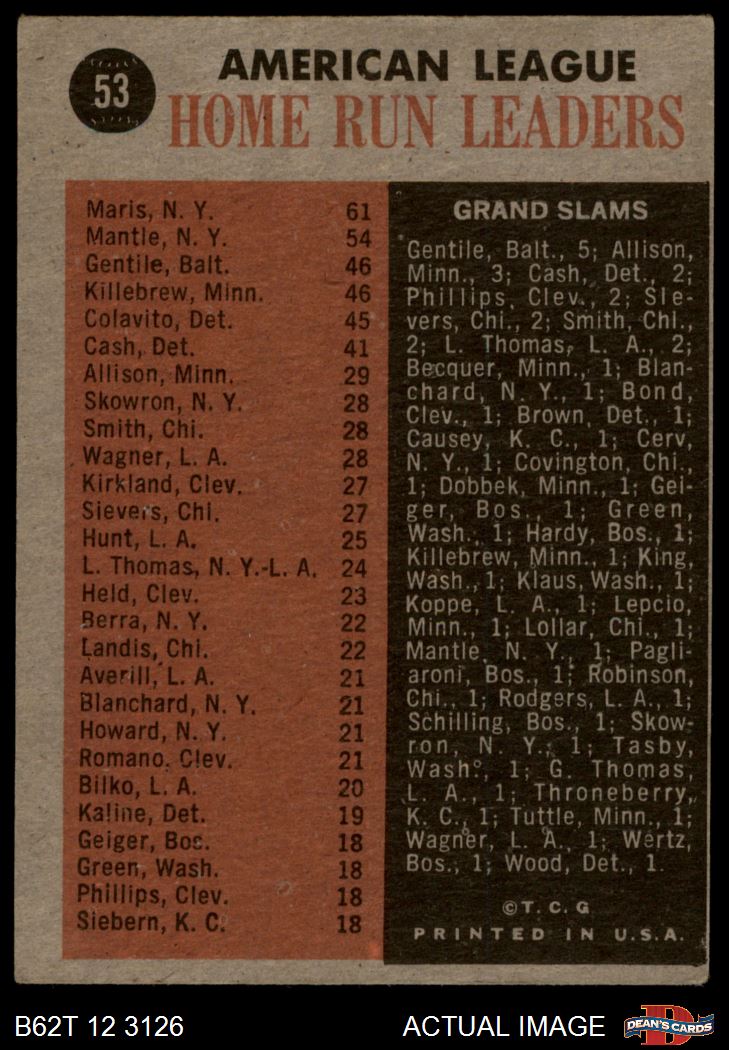 53
AMERICAN LEAGUE
HOME RUN LEADERS
Maris, N. Y. 61
Mantle, N. Y. 54
Gentile, Balt. 46
Killebrew, Minn. 46
Colavito, Det. 45
Cash, Det. 41
Allison, Minn. 29
Skowron, N. Y. 28
Smith, Chi. 28
Wagner, L. A. 28
Kirkland, Clev. 27
Sievers, Chi. 27
Hunt, L. A. 25
L. Thomas, N. Y.-L. A. 24
Held, Clev. 23
Berra, N. Y. 22
Landis, Chi. 22
Averill, L. A. 21
Blanchard, N. Y. 21
Howard, N. Y. 21
Romano, Clev. 21
Bilko, L. A. 20
Kaline, Det. 19
Geiger, Bos. 18
Green, Wash. 18
Phillips, Clev. 18
Siebern, K. C. 18
GRAND SLAMS
Gentile, Balt., 5; Allison,
Minn., 3; Cash, Det., 2;
Phillips, Clev., 2; Sie-
vers, Chi., 2; Smith, Chi.,
2; L. Thomas, L. A., 2;
Becquer, Minn., 1; Blan-
chard, N. Y., 1; Bond,
Clev., 1; Brown, Det., 1;
Causey, K. C., 1; Cerv,
N. Y., 1; Covington, Chi.,
1; Dobbek, Minn., 1; Gei-
ger, Bos., 1; Green,
Wash., 1; Hardy, Bos., 1;
Killebrew, Minn., 1; King,
Wash., 1; Klaus, Wash., 1;
Koppe, L. A., 1; Lepcio,
Minn., 1; Lollar, Chi., 1;
Mantle, N. Y., 1; Pagli-
aroni, Bos., 1; Robinson,
Chi., 1; Rodgers, L. A., 1;
Schilling, Bos., 1; Skow-
ron, N. Y., 1; Tasby,
Wash., 1; G. Thomas,
L. A., 1; Throneberry,
K. C., 1; Tuttle, Minn., 1;
Wagner, L. A., 1; Wertz,
Bos., 1; Wood, Det., 1.
©T. C. G
PRINTED IN U.S.A.
B62T 12 3126 ACTUAL IMAGE
DEAN'S CARDS